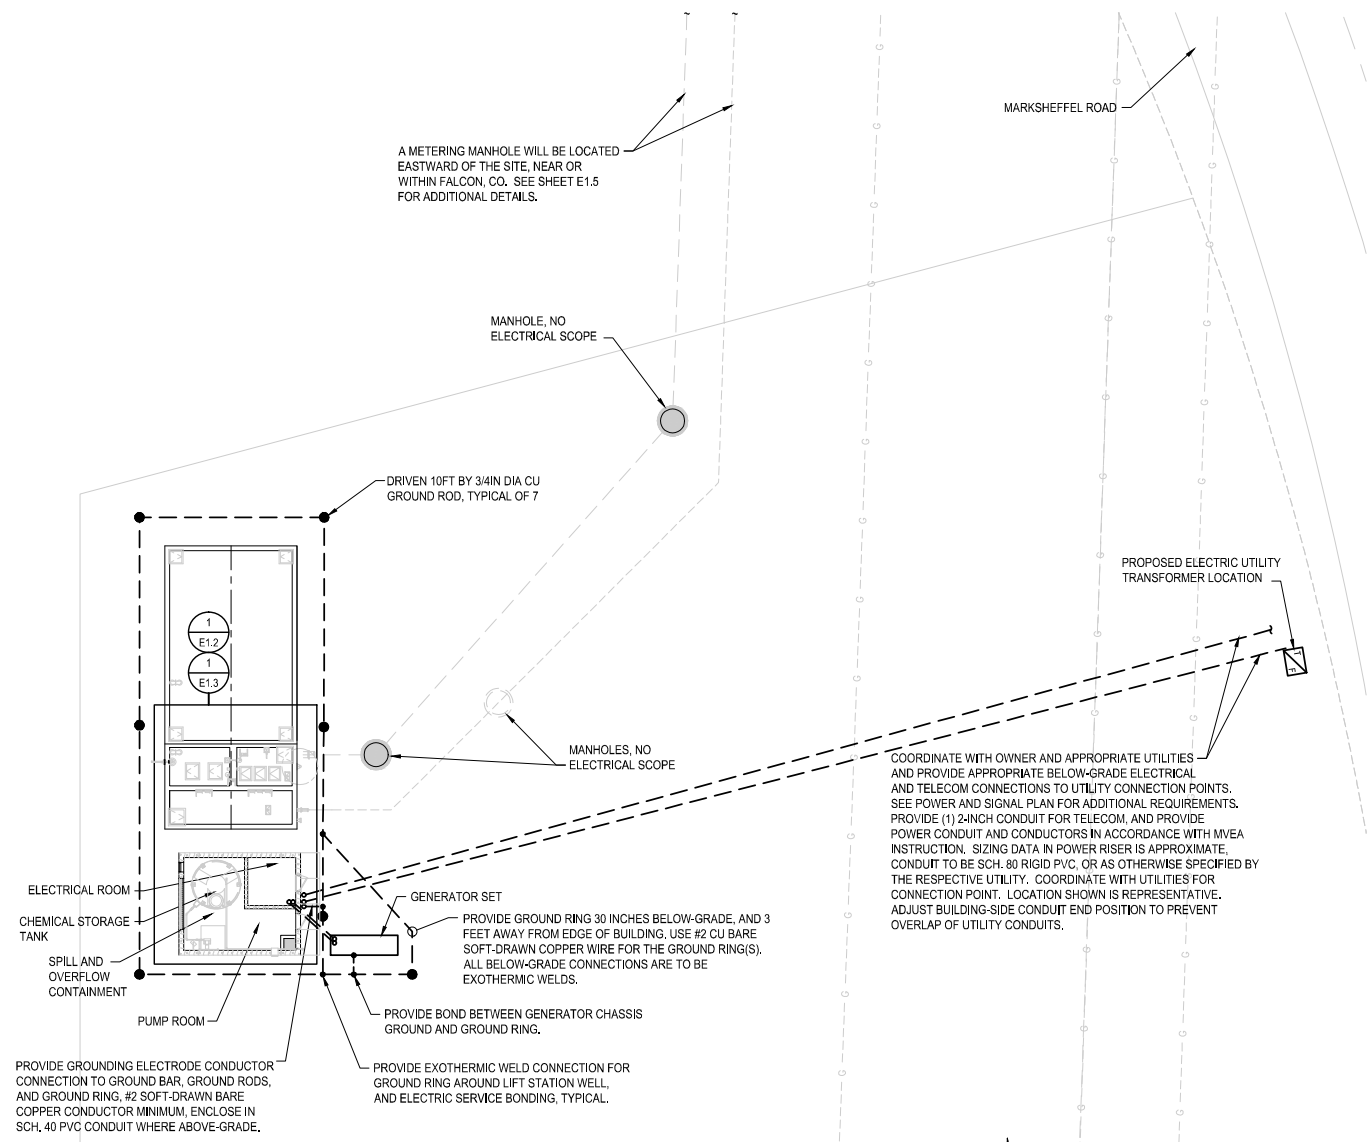 MARKSHEFFEL ROAD
A METERING MANHOLE WILL BE LOCATED
EASTWARD OF THE SITE, NEAR OR
WITHIN FALCON, CO. SEE SHEET E1.5
FOR ADDITIONAL DETAILS.
MANHOLE, NO
ELECTRICAL SCOPE
DRIVEN 10FT BY 3/4IN DIA CU
GROUND ROD, TYPICAL OF 7
PROPOSED ELECTRIC UTILITY
TRANSFORMER LOCATION
1
E1.2
1
E1.3
T
F
MANHOLES, NO
ELECTRICAL SCOPE
COORDINATE WITH OWNER AND APPROPRIATE UTILITIES
AND PROVIDE APPROPRIATE BELOW-GRADE ELECTRICAL
AND TELECOM CONNECTIONS TO UTILITY CONNECTION POINTS.
SEE POWER AND SIGNAL PLAN FOR ADDITIONAL REQUIREMENTS.
PROVIDE (1) 2-INCH CONDUIT FOR TELECOM, AND PROVIDE
POWER CONDUIT AND CONDUCTORS IN ACCORDANCE WITH MVEA
INSTRUCTION. SIZING DATA IN POWER RISER IS APPROXIMATE,
CONDUIT TO BE SCH. 80 RIGID PVC, OR AS OTHERWISE SPECIFIED BY
THE RESPECTIVE UTILITY. COORDINATE WITH UTILITIES FOR
CONNECTION POINT. LOCATION SHOWN IS REPRESENTATIVE.
ADJUST BUILDING-SIDE CONDUIT END POSITION TO PREVENT
OVERLAP OF UTILITY CONDUITS.
ELECTRICAL ROOM
CHEMICAL STORAGE
TANK
SPILL AND
OVERFLOW
CONTAINMENT
PUMP ROOM
GENERATOR SET
PROVIDE GROUND RING 30 INCHES BELOW-GRADE, AND 3
FEET AWAY FROM EDGE OF BUILDING. USE #2 CU BARE
SOFT-DRAWN COPPER WIRE FOR THE GROUND RING(S).
ALL BELOW-GRADE CONNECTIONS ARE TO BE
EXOTHERMIC WELDS.
PROVIDE BOND BETWEEN GENERATOR CHASSIS
GROUND AND GROUND RING.
PROVIDE GROUNDING ELECTRODE CONDUCTOR
CONNECTION TO GROUND BAR, GROUND RODS,
AND GROUND RING, #2 SOFT-DRAWN BARE
COPPER CONDUCTOR MINIMUM, ENCLOSE IN
SCH. 40 PVC CONDUIT WHERE ABOVE-GRADE.
PROVIDE EXOTHERMIC WELD CONNECTION FOR
GROUND RING AROUND LIFT STATION WELL,
AND ELECTRIC SERVICE BONDING, TYPICAL.